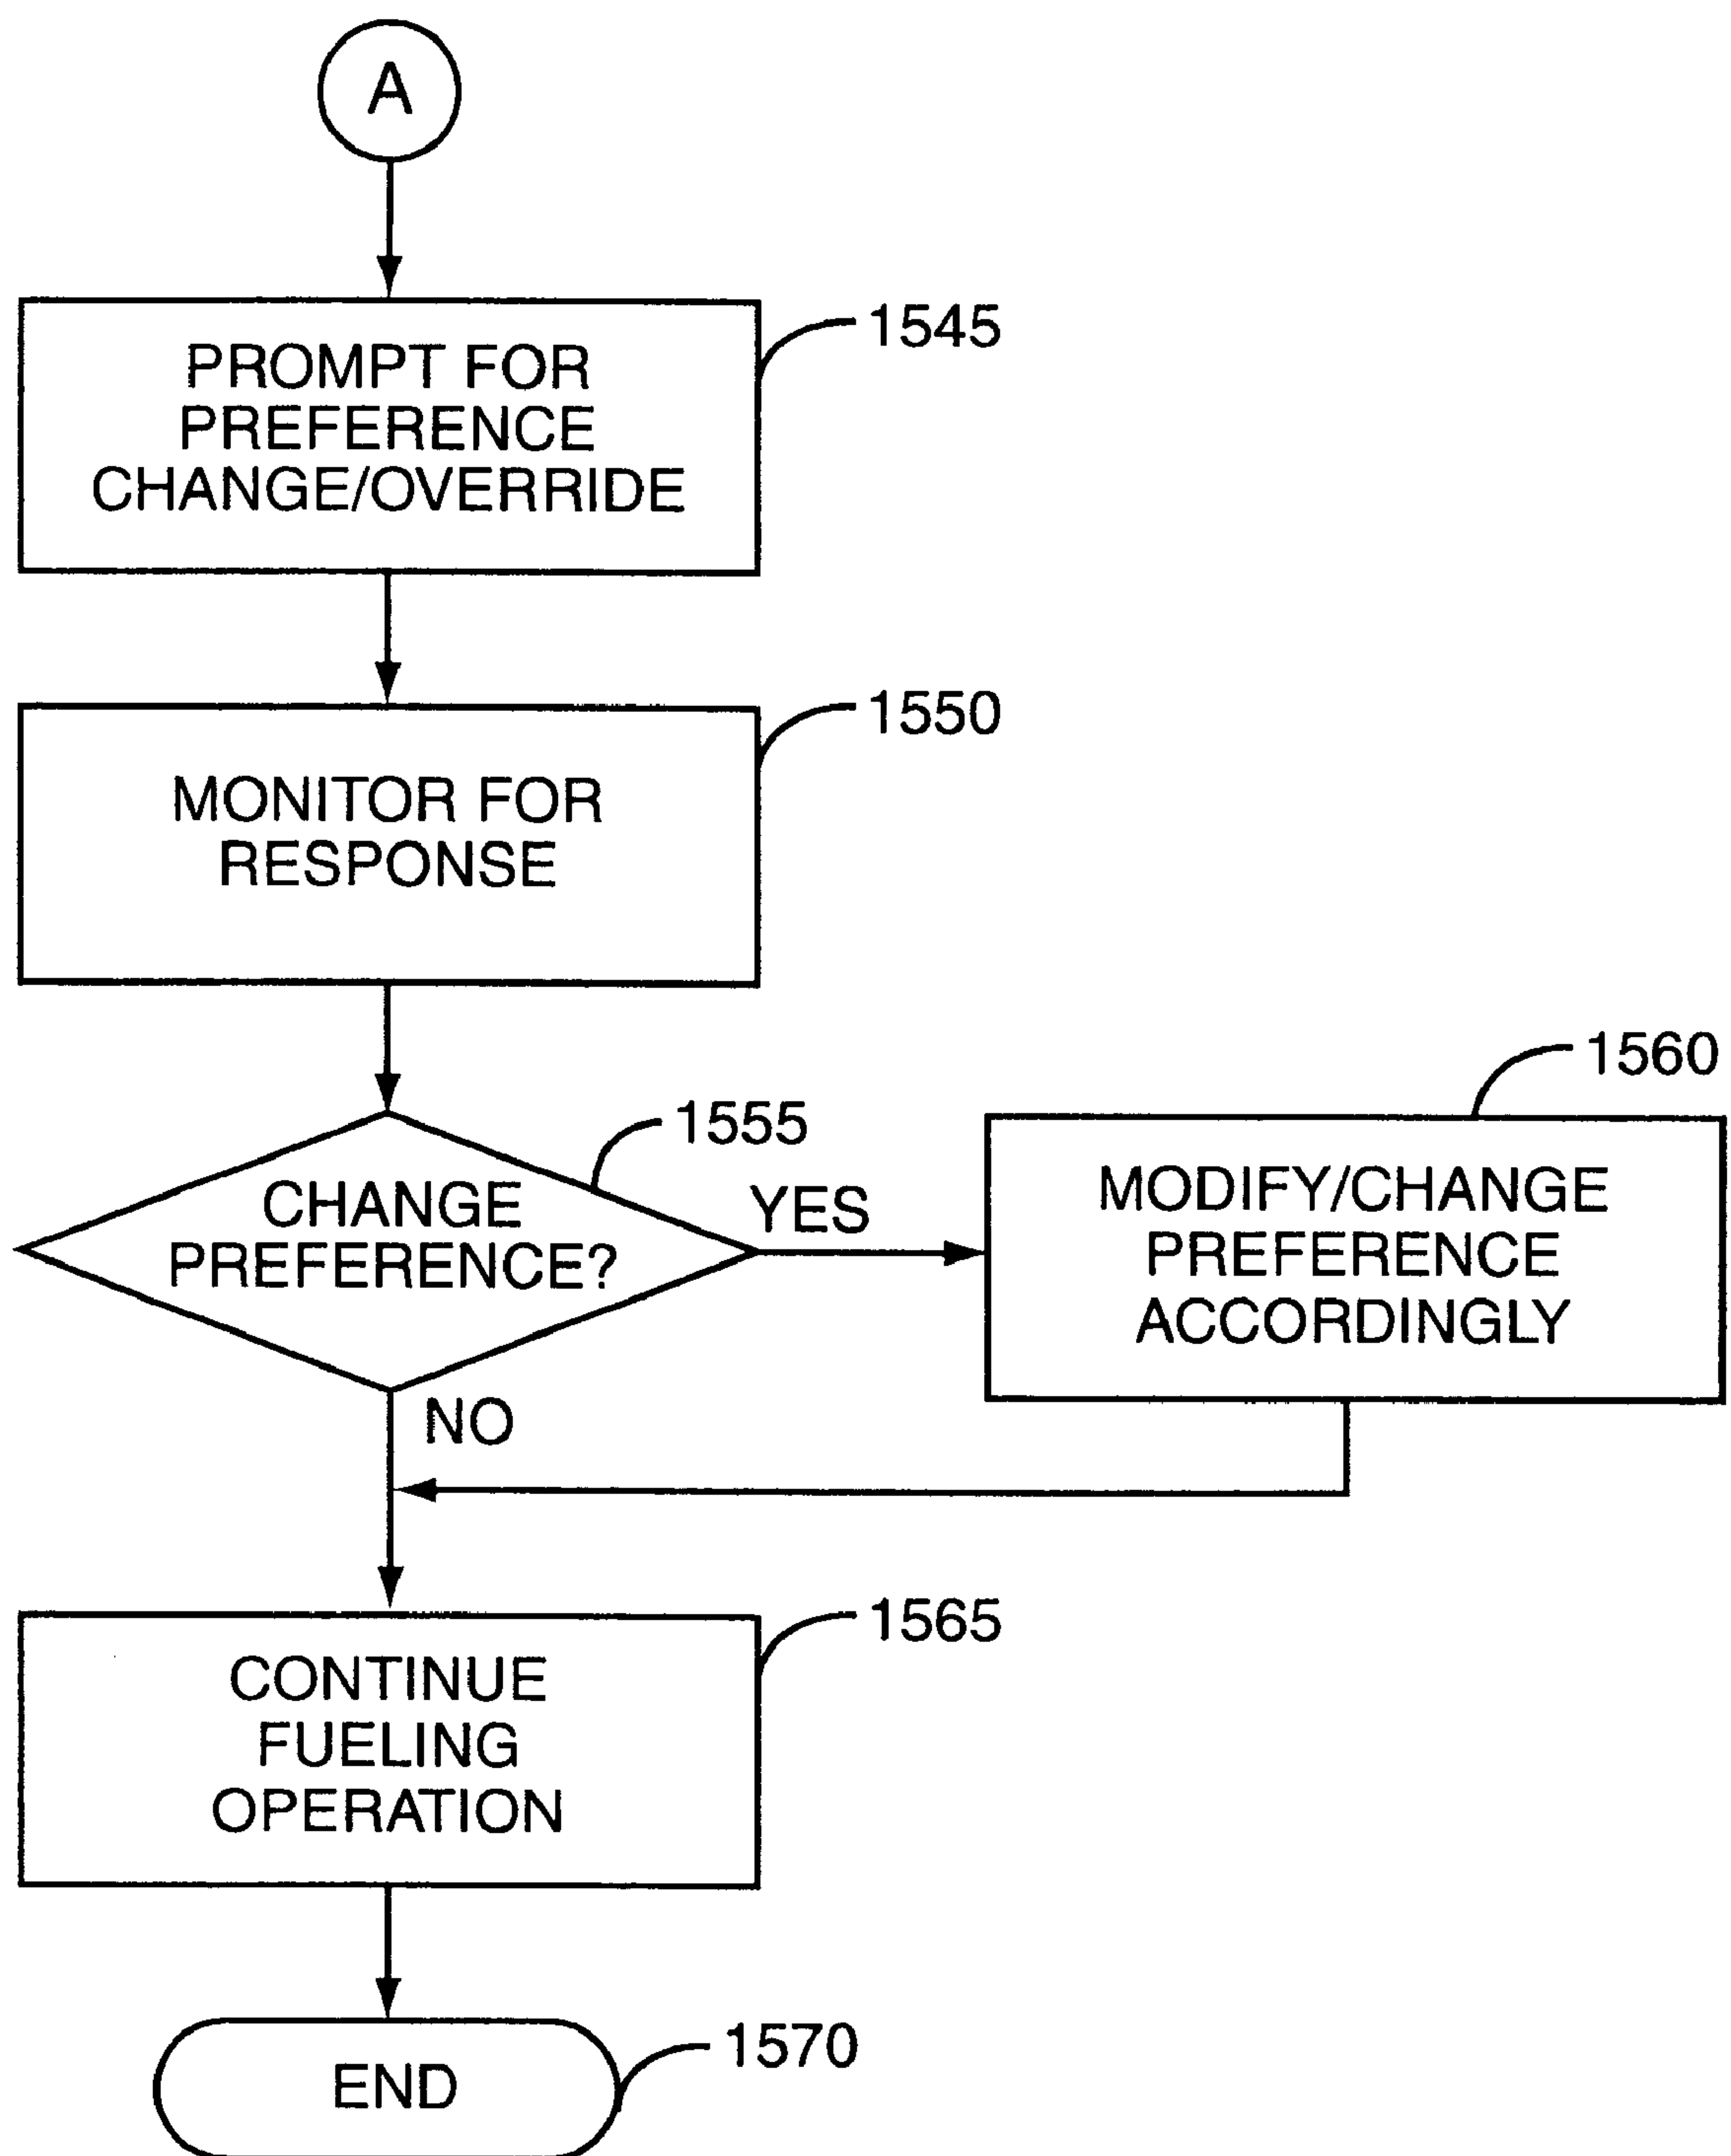 A
1545
PROMPT FOR
PREFERENCE
CHANGE/OVERRIDE
1550
MONITOR FOR
RESPONSE
1560
1555
CHANGE
PREFERENCE?
YES
MODIFY/CHANGE
PREFERENCE
ACCORDINGLY
NO
1565
CONTINUE
FUELING
OPERATION
1570
END